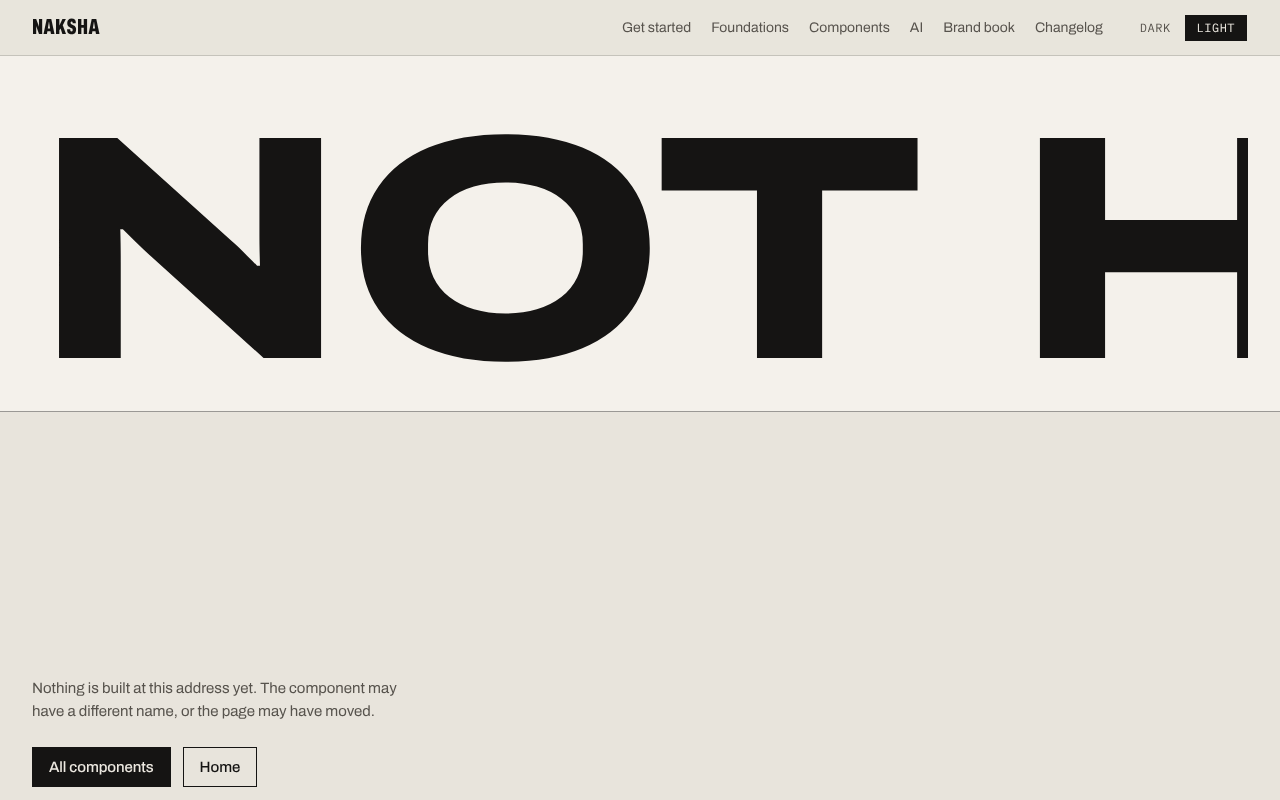 NAKSHA
Get started Foundations Components AI Brand book Changelog DARK LIGHT
NOT H
Nothing is built at this address yet. The component may
have a different name, or the page may have moved.
All components Home